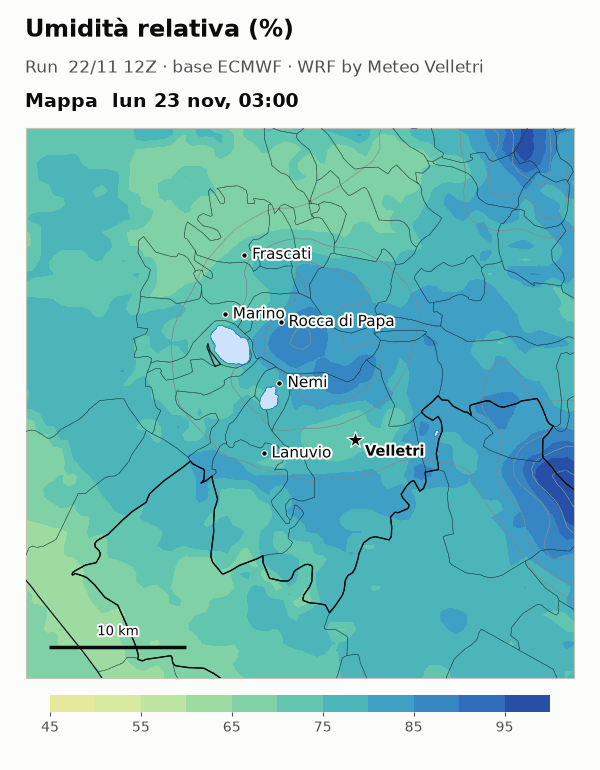 Umidità relativa (%)
Run  22/11 12Z · base ECMWF · WRF by Meteo Velletri
Mappa  lun 23 nov, 03:00
Frascati
Marino
Rocca di Papa
Nemi
Velletri
Lanuvio
10 km
45 55 65 75 85 95